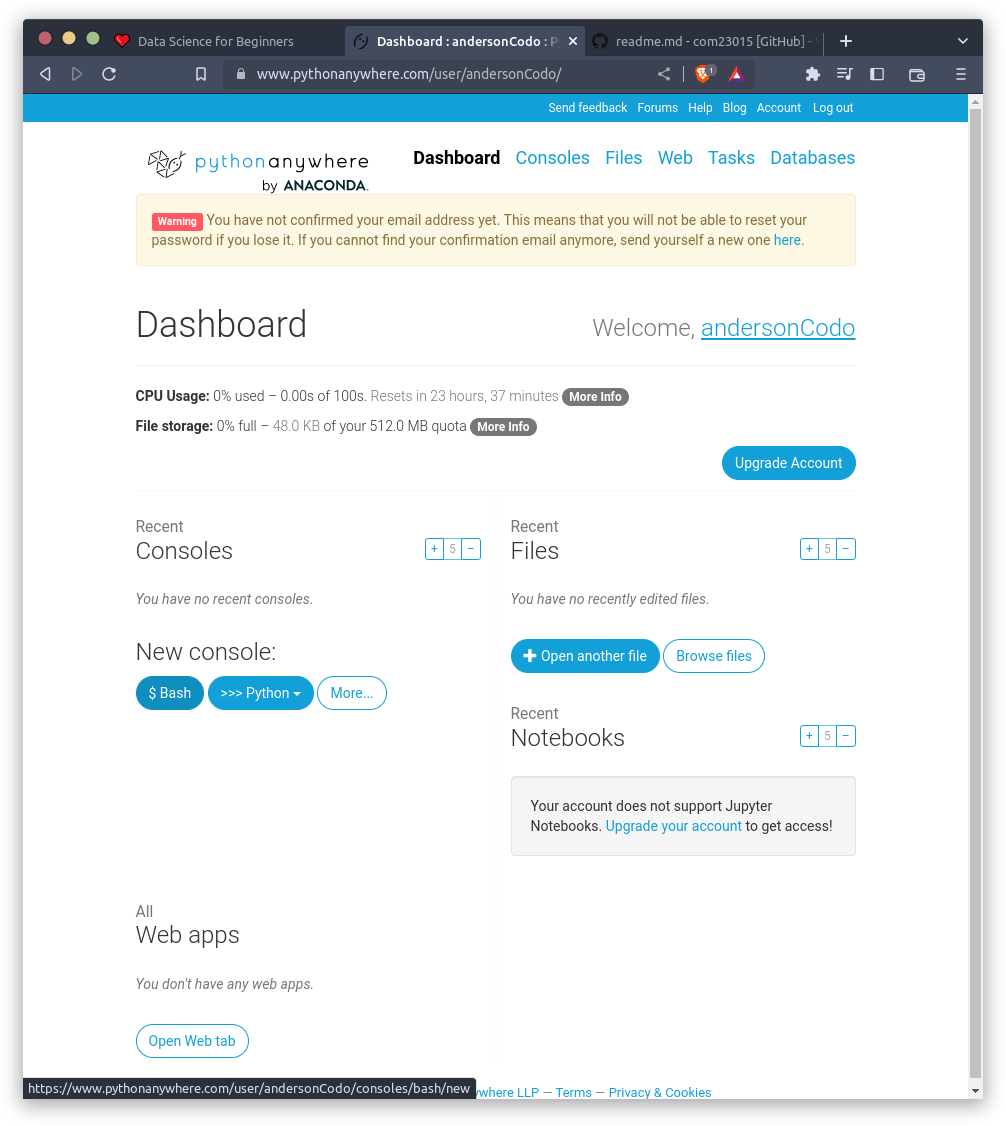 Data Science for Beginners
Dashboard : andersonCodo : P
readme.md - com23015 [GitHub] -
www.pythonanywhere.com/user/andersonCodo/
1
Send feedback Forums Help Blog Account Log out
pythonanywhere
by ANACONDA.
Dashboard Consoles Files Web Tasks Databases
Warning You have not confirmed your email address yet. This means that you will not be able to reset your
password if you lose it. If you cannot find your confirmation email anymore, send yourself a new one here.
Dashboard
Welcome, andersonCodo
CPU Usage: 0% used – 0.00s of 100s. Resets in 23 hours, 37 minutes More Info
File storage: 0% full – 48.0 KB of your 512.0 MB quota More Info
Upgrade Account
Recent
Consoles
+ 5 −
You have no recent consoles.
New console:
$ Bash >>> Python More...
Recent
Files
+ 5 −
You have no recently edited files.
Open another file Browse files
Recent
Notebooks
+ 5 −
Your account does not support Jupyter
Notebooks. Upgrade your account to get access!
All
Web apps
You don't have any web apps.
Open Web tab
https://www.pythonanywhere.com/user/andersonCodo/consoles/bash/new
where LLP — Terms — Privacy & Cookies